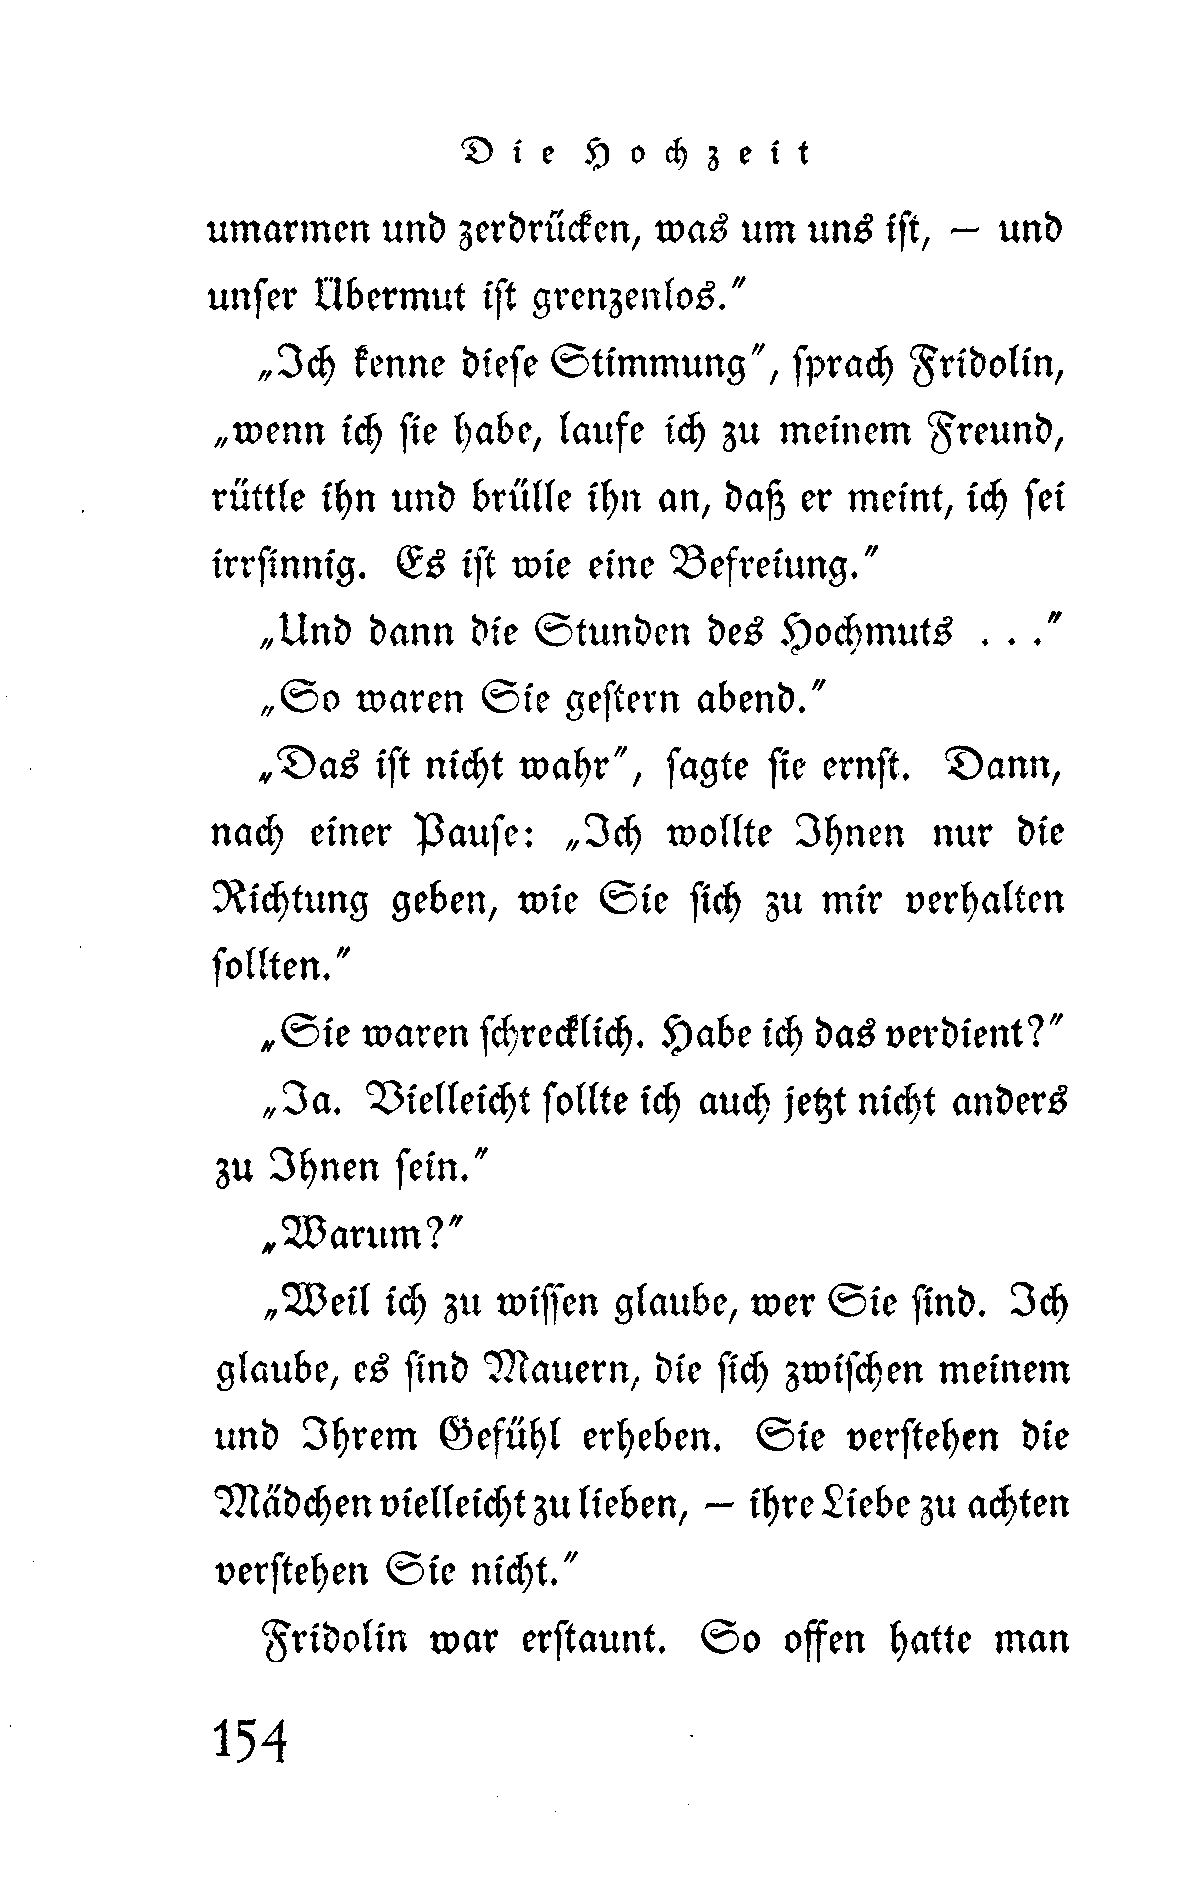 Die Hochzeit
umarmen und zerdrücken, was um uns ist, — und
unser Übermut ist grenzenlos.”
„Ich kenne diese Stimmung”, sprach Fridolin,
„wenn ich sie habe, laufe ich zu meinem Freund,
rüttle ihn und brülle ihn an, daß er meint, ich sei
irrsinnig. Es ist wie eine Befreiung.”
„Und dann die Stunden des Hochmuts . . .”
„So waren Sie gestern abend.”
„Das ist nicht wahr”, sagte sie ernst. Dann,
nach einer Pause: „Ich wollte Ihnen nur die
Richtung geben, wie Sie sich zu mir verhalten
sollten.”
„Sie waren schrecklich. Habe ich das verdient?”
„Ja. Vielleicht sollte ich auch jetzt nicht anders
zu Ihnen sein.”
„Warum?”
„Weil ich zu wissen glaube, wer Sie sind. Ich
glaube, es sind Mauern, die sich zwischen meinem
und Ihrem Gefühl erheben. Sie verstehen die
Mädchen vielleicht zu lieben, — ihre Liebe zu achten
verstehen Sie nicht.”
Fridolin war erstaunt. So offen hatte man
154